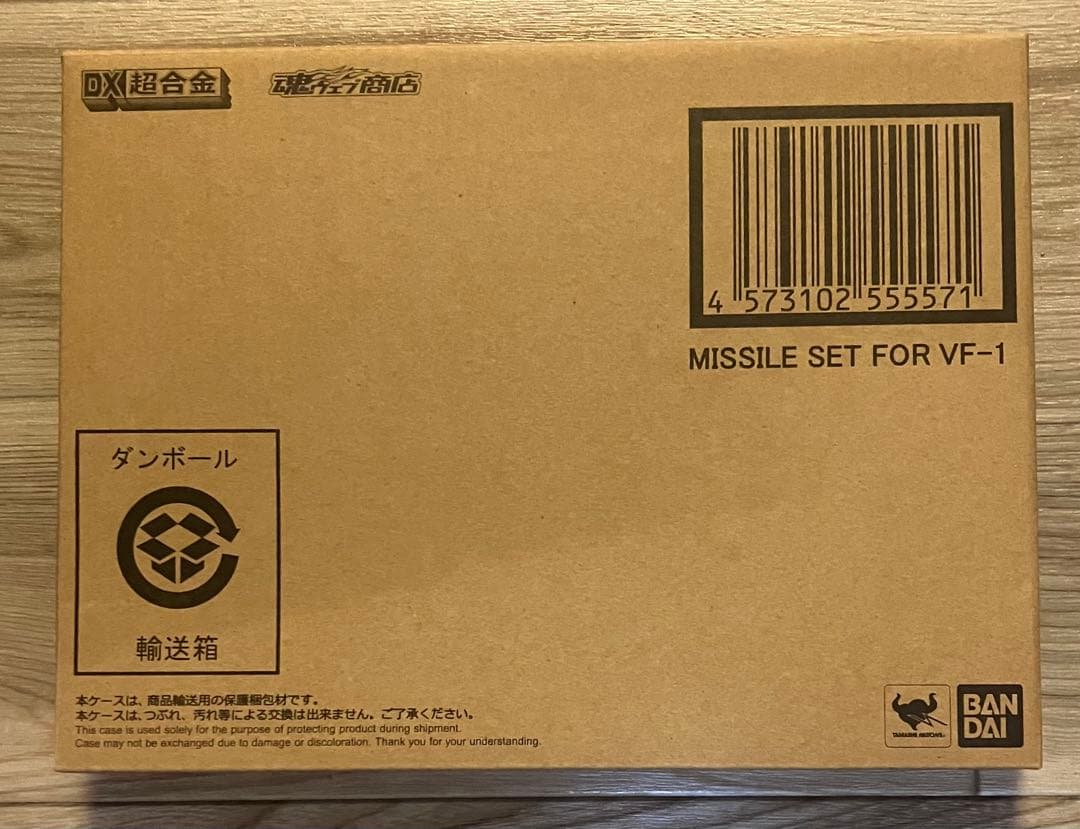 DX超合金
魂ウェブ商店
4 573102 555571
MISSILE SET FOR VF-1
ダンボール
輸送箱
本ケースは、商品輸送用の保護梱包材です。
本ケースは、つぶれ、汚れ等による交換は出来ません。ご了承ください。
This case is used solely for the purpose of protecting product during shipment.
Case may not be exchanged due to damage or discoloration. Thank you for your understanding.
TAMASHII NATIONS
BAN
DAI